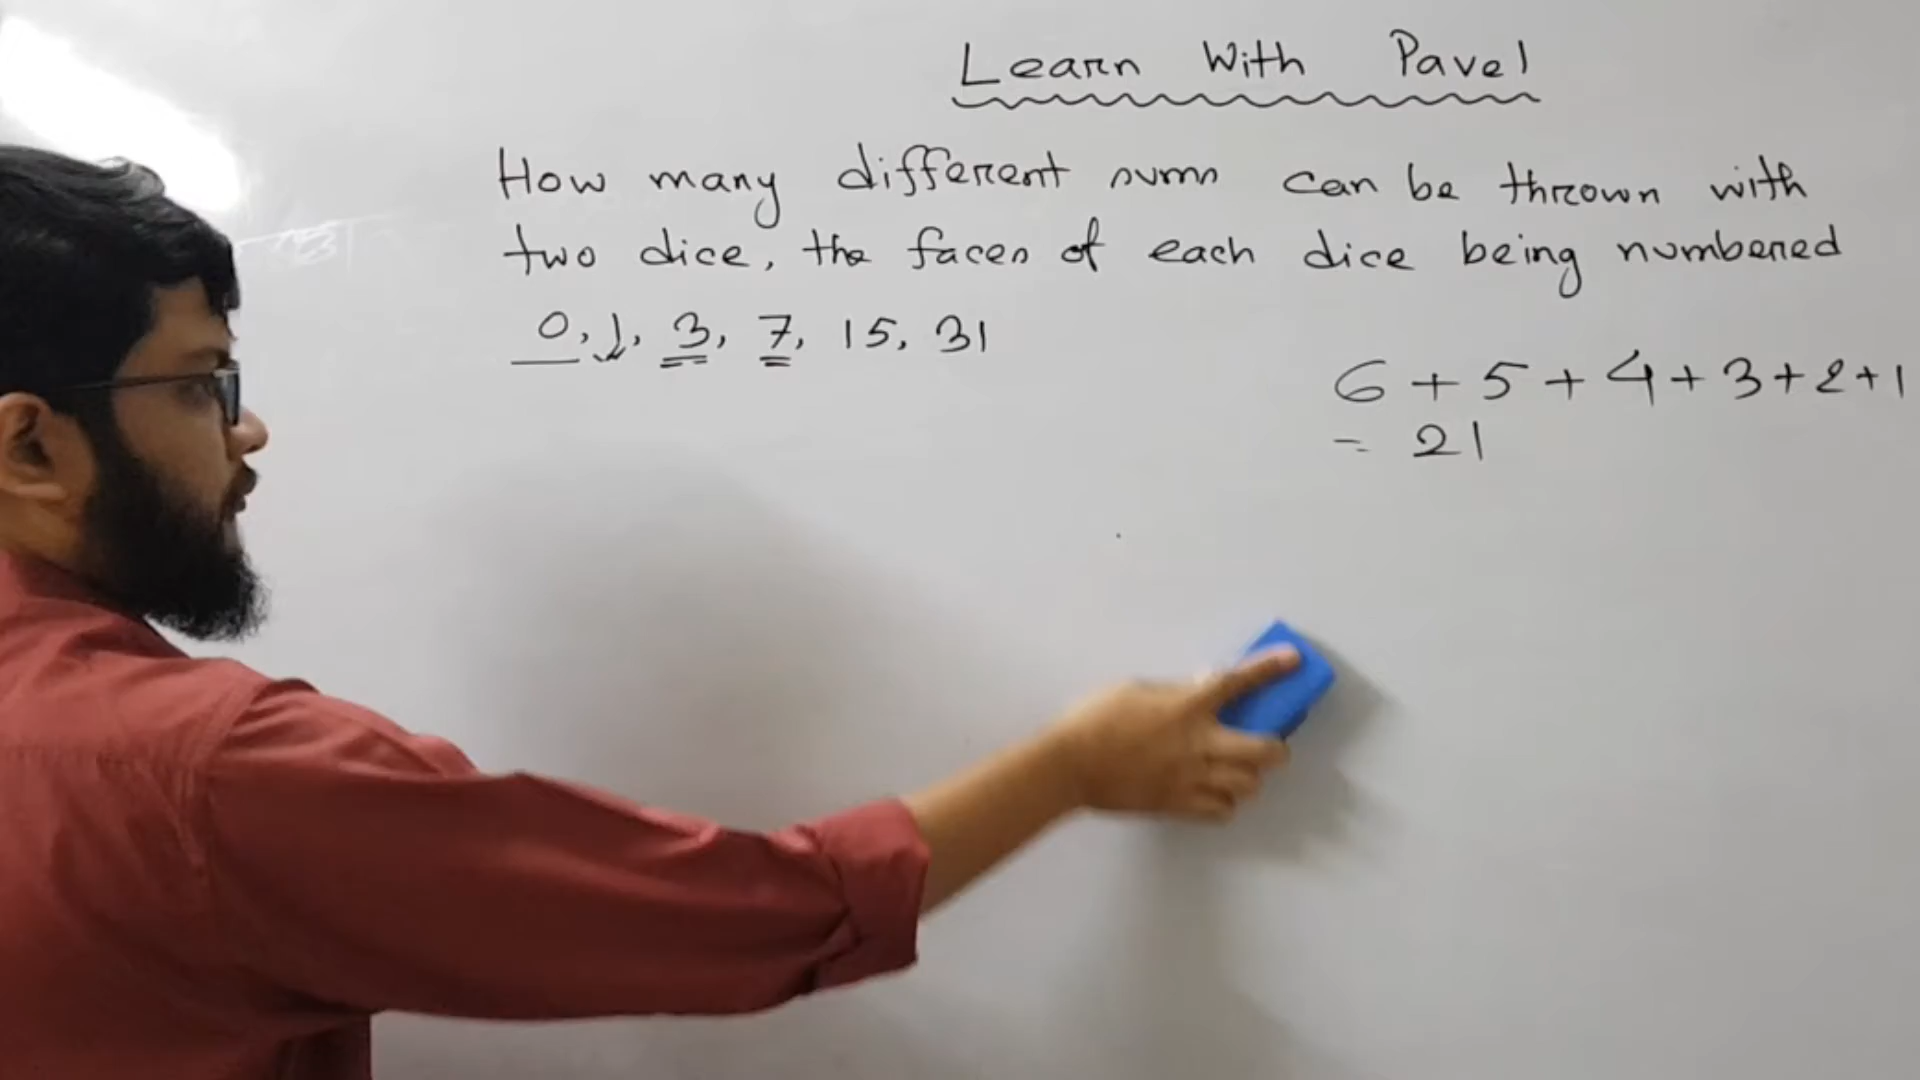 Learn With Pavel
How many different sums can be thrown with
two dice, the faces of each dice being numbered
0, 1, 3, 7, 15, 31
6 + 5 + 4 + 3 + 2 + 1
= 21